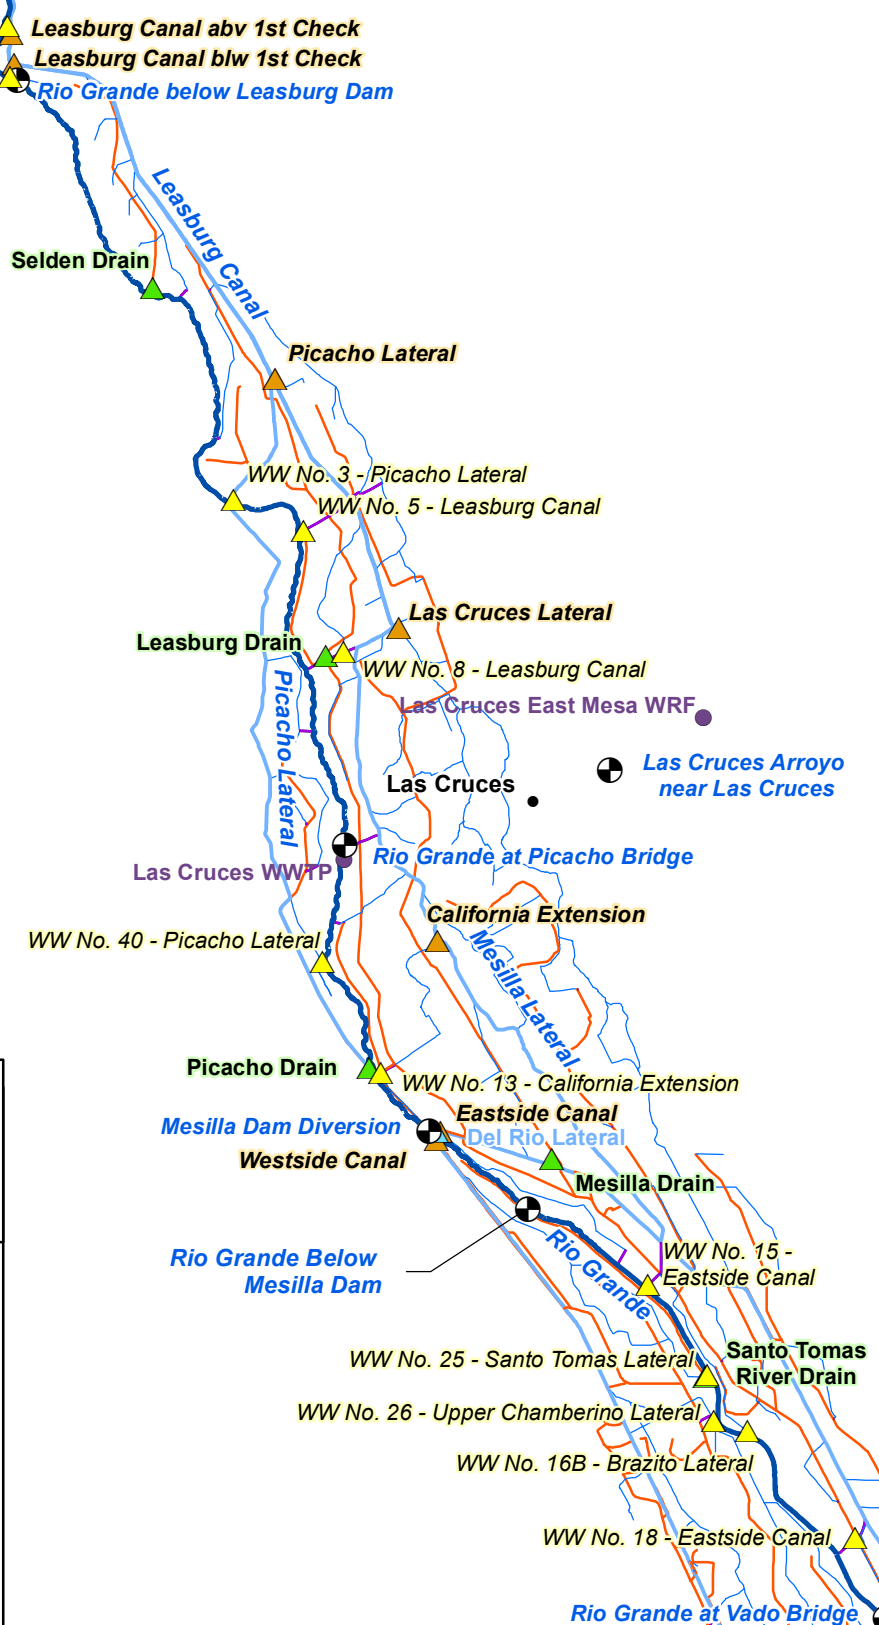 Leasburg Canal abv 1st Check
Leasburg Canal blw 1st Check
Rio Grande below Leasburg Dam
Leasburg Canal
Selden Drain
Picacho Lateral
WW No. 3 - Picacho Lateral
WW No. 5 - Leasburg Canal
Las Cruces Lateral
Leasburg Drain
WW No. 8 - Leasburg Canal
Picacho Lateral
Las Cruces East Mesa WRF
Las Cruces Arroyo
near Las Cruces
Las Cruces
Rio Grande at Picacho Bridge
Las Cruces WWTP
California Extension
WW No. 40 - Picacho Lateral
Mesilla Lateral
Picacho Drain
WW No. 13 - California Extension
Eastside Canal
Mesilla Dam Diversion
Del Rio Lateral
Westside Canal
Mesilla Drain
Rio Grande Below
Mesilla Dam
Rio Grande
WW No. 15 -
Eastside Canal
Santo Tomas
River Drain
WW No. 25 - Santo Tomas Lateral
WW No. 26 - Upper Chamberino Lateral
WW No. 16B - Brazito Lateral
WW No. 18 - Eastside Canal
Rio Grande at Vado Bridge